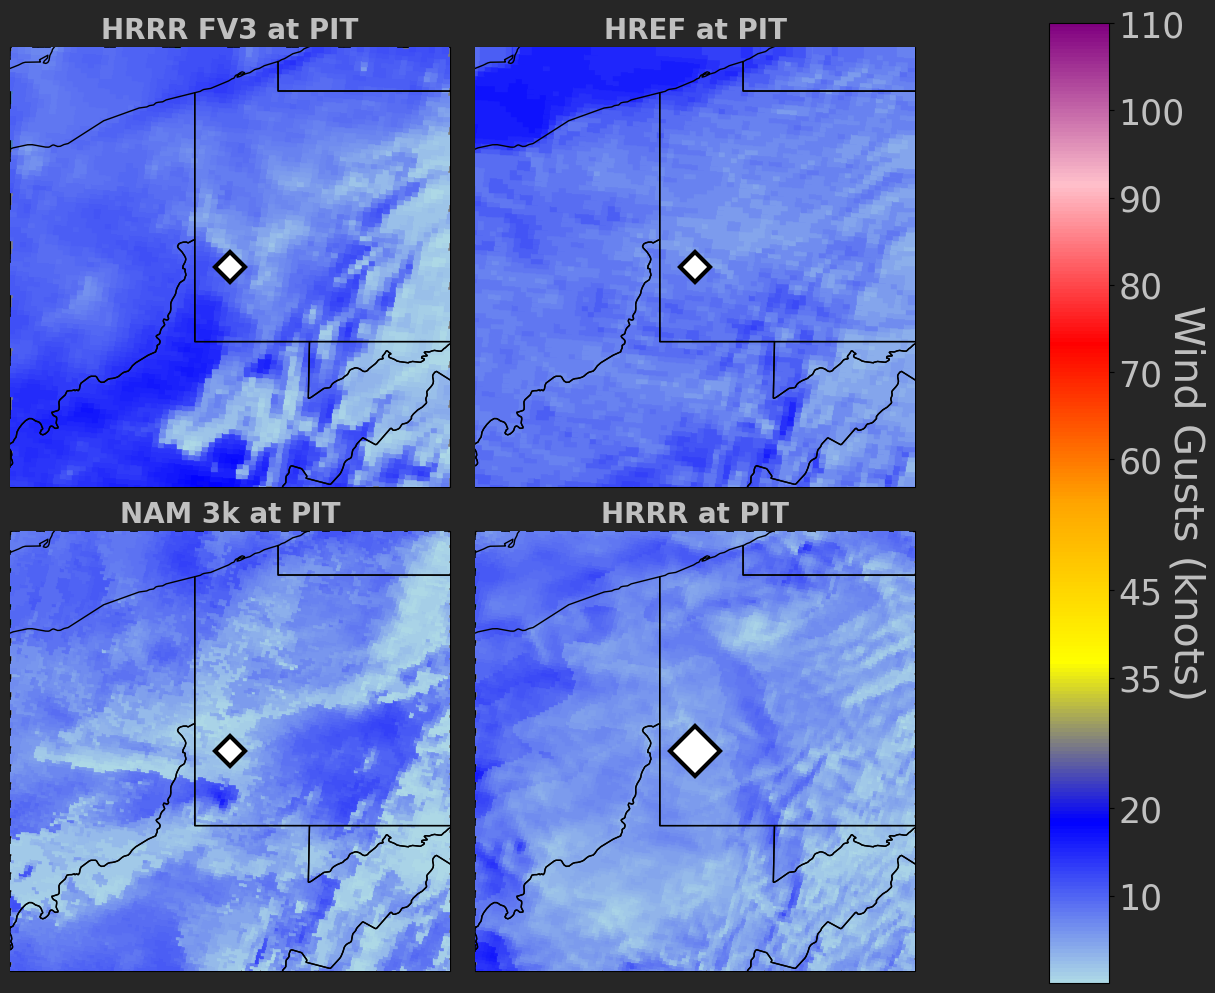 HRRR FV3 at PIT
HREF at PIT
NAM 3k at PIT
HRRR at PIT
110
100
90
80
70
60
45
35
20
10
Wind Gusts (knots)